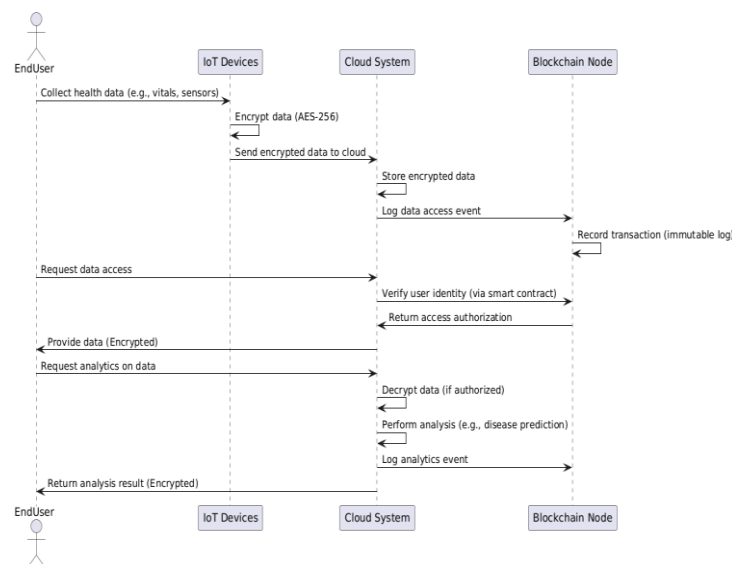 EndUser
IoT Devices
Cloud System
Blockchain Node
Collect health data (e.g., vitals, sensors)
Encrypt data (AES-256)
Send encrypted data to cloud
Store encrypted data
Log data access event
Record transaction (immutable log)
Request data access
Verify user identity (via smart contract)
Return access authorization
Provide data (Encrypted)
Request analytics on data
Decrypt data (if authorized)
Perform analysis (e.g., disease prediction)
Log analytics event
Return analysis result (Encrypted)
EndUser
IoT Devices
Cloud System
Blockchain Node